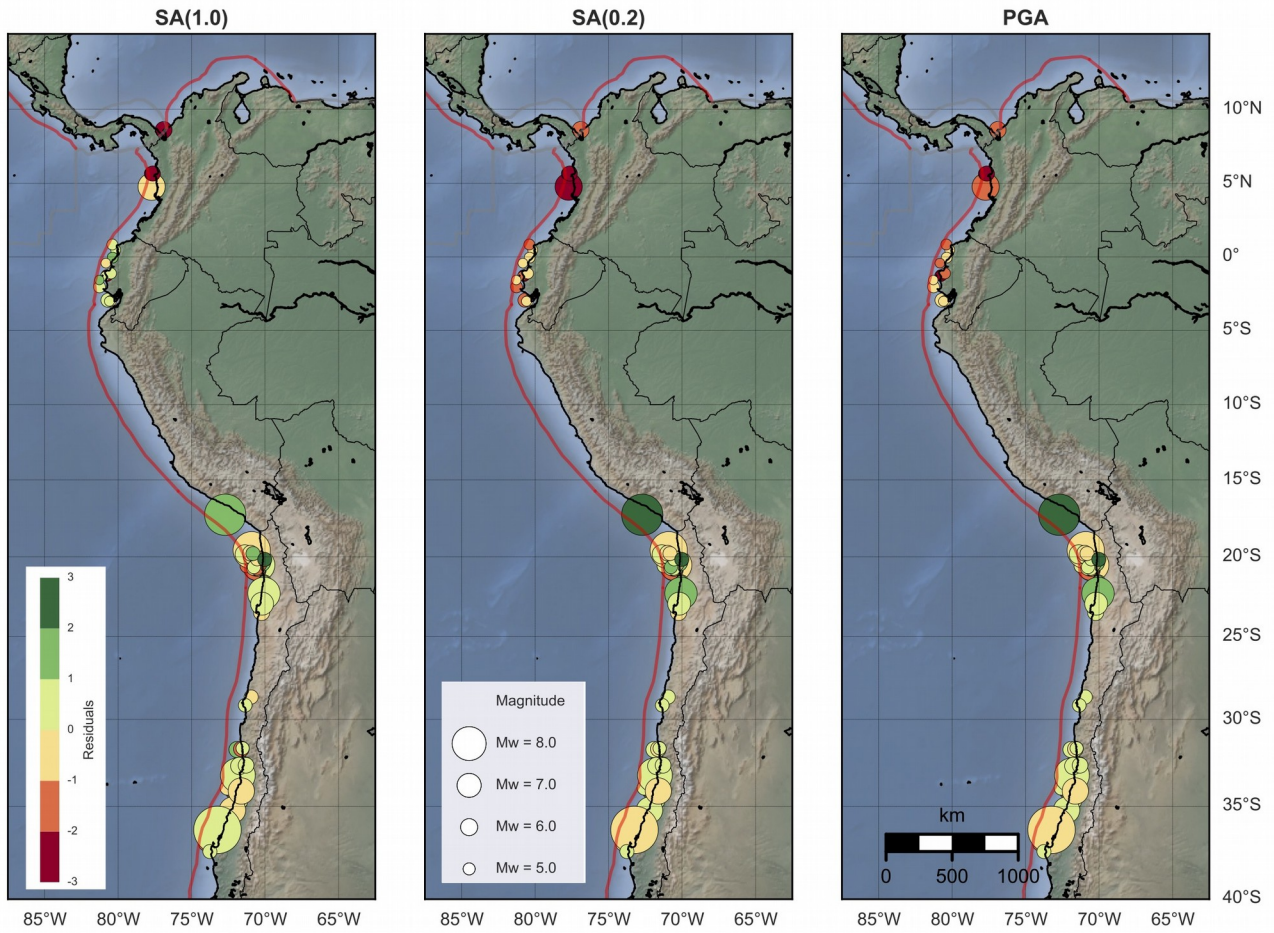 SA(1.0)
SA(0.2)
PGA
10°N
5°N
0°
5°S
10°S
15°S
20°S
25°S
30°S
35°S
40°S
3
2
1
0
-1
-2
-3
Residuals
Magnitude
Mw = 8.0
Mw = 7.0
Mw = 6.0
Mw = 5.0
km
0 500 1000
85°W 80°W 75°W 70°W 65°W
85°W 80°W 75°W 70°W 65°W
85°W 80°W 75°W 70°W 65°W